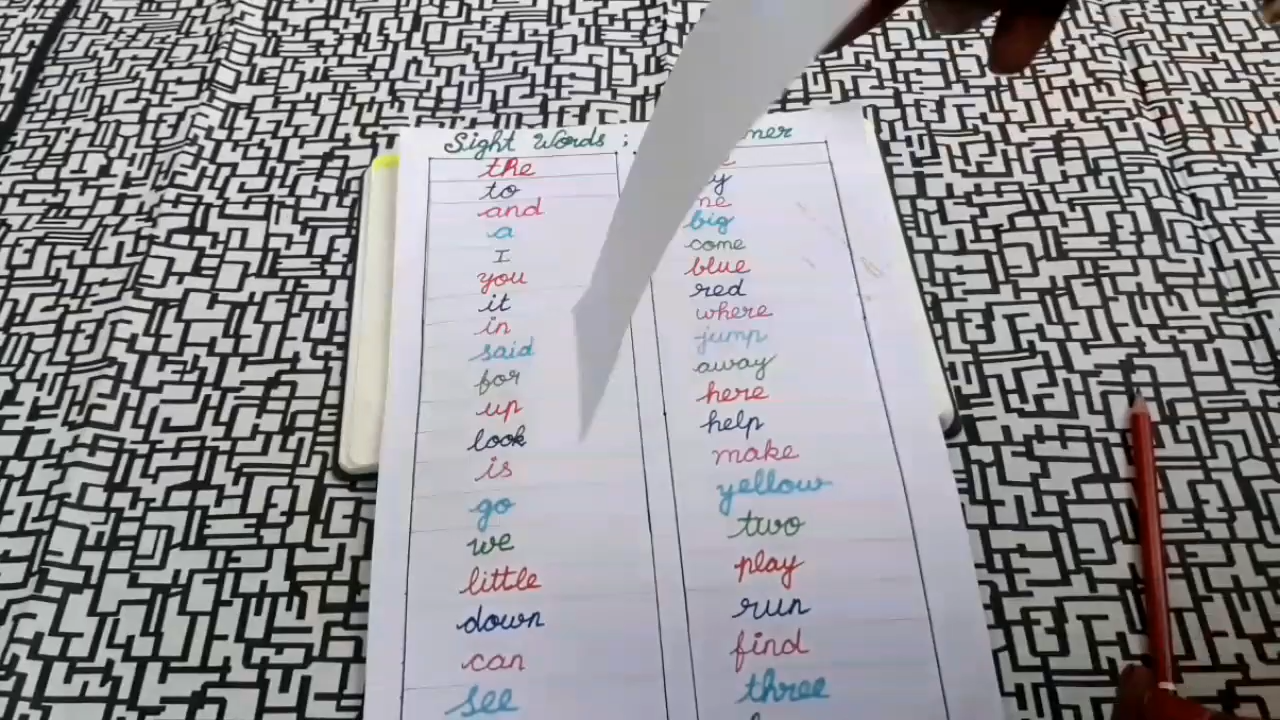 Sight Words ;
the
to
and
a
I
you
it
in
said
for
up
look
is
go
we
little
down
can
see
big
come
blue
red
where
jump
away
here
help
make
yellow
two
play
run
find
three